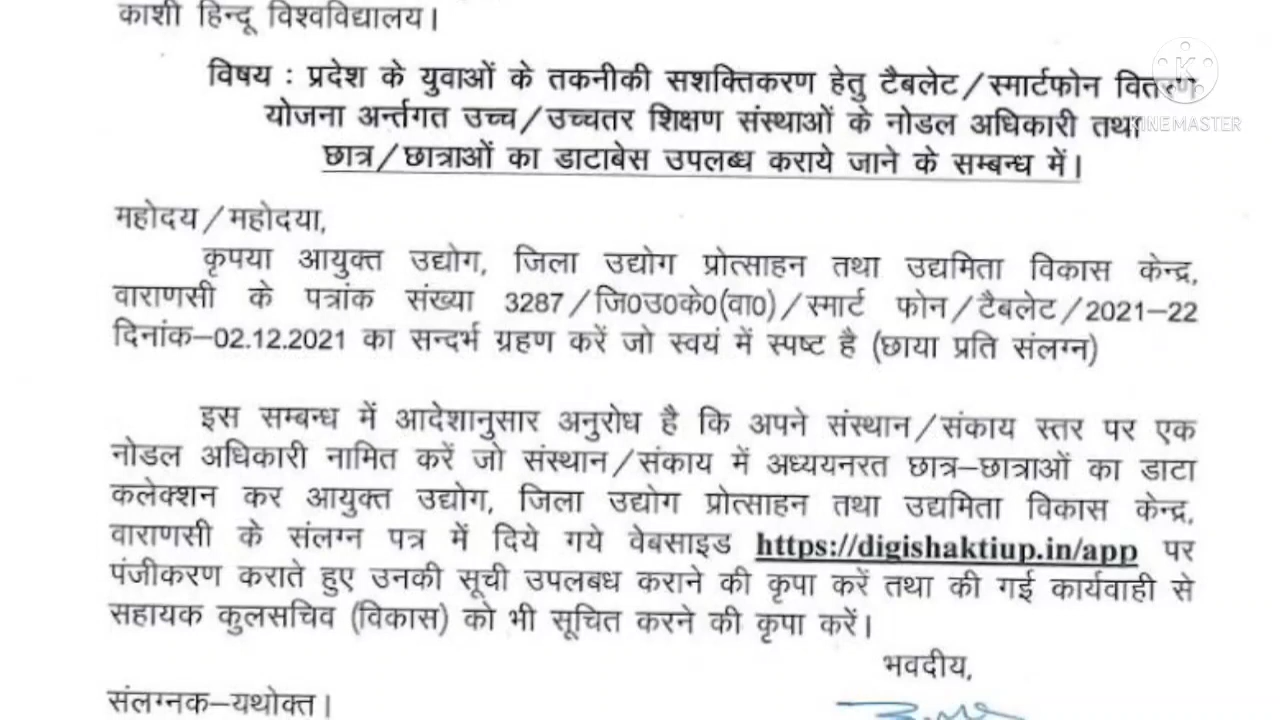 काशी हिन्दू विश्वविद्यालय।
विषय : प्रदेश के युवाओं के तकनीकी सशक्तिकरण हेतु टैबलेट/स्मार्टफोन वितरण
योजना अर्न्तगत उच्च/उच्चतर शिक्षण संस्थाओं के नोडल अधिकारी तथा
छात्र/छात्राओं का डाटाबेस उपलब्ध कराये जाने के सम्बन्ध में।
K
KINEMASTER
महोदय/महोदया,
कृपया आयुक्त उद्योग, जिला उद्योग प्रोत्साहन तथा उद्यमिता विकास केन्द्र,
वाराणसी के पत्रांक संख्या 3287/जि0उ0के0(वा0)/स्मार्ट फोन/टैबलेट/2021–22
दिनांक–02.12.2021 का सन्दर्भ ग्रहण करें जो स्वयं में स्पष्ट है (छाया प्रति संलग्न)
इस सम्बन्ध में आदेशानुसार अनुरोध है कि अपने संस्थान/संकाय स्तर पर एक
नोडल अधिकारी नामित करें जो संस्थान/संकाय में अध्ययनरत छात्र–छात्राओं का डाटा
कलेक्शन कर आयुक्त उद्योग, जिला उद्योग प्रोत्साहन तथा उद्यमिता विकास केन्द्र,
वाराणसी के संलग्न पत्र में दिये गये वेबसाइड https://digishaktiup.in/app पर
पंजीकरण कराते हुए उनकी सूची उपलबध कराने की कृपा करें तथा की गई कार्यवाही से
सहायक कुलसचिव (विकास) को भी सूचित करने की कृपा करें।
भवदीय,
संलग्नक–यथोक्त।